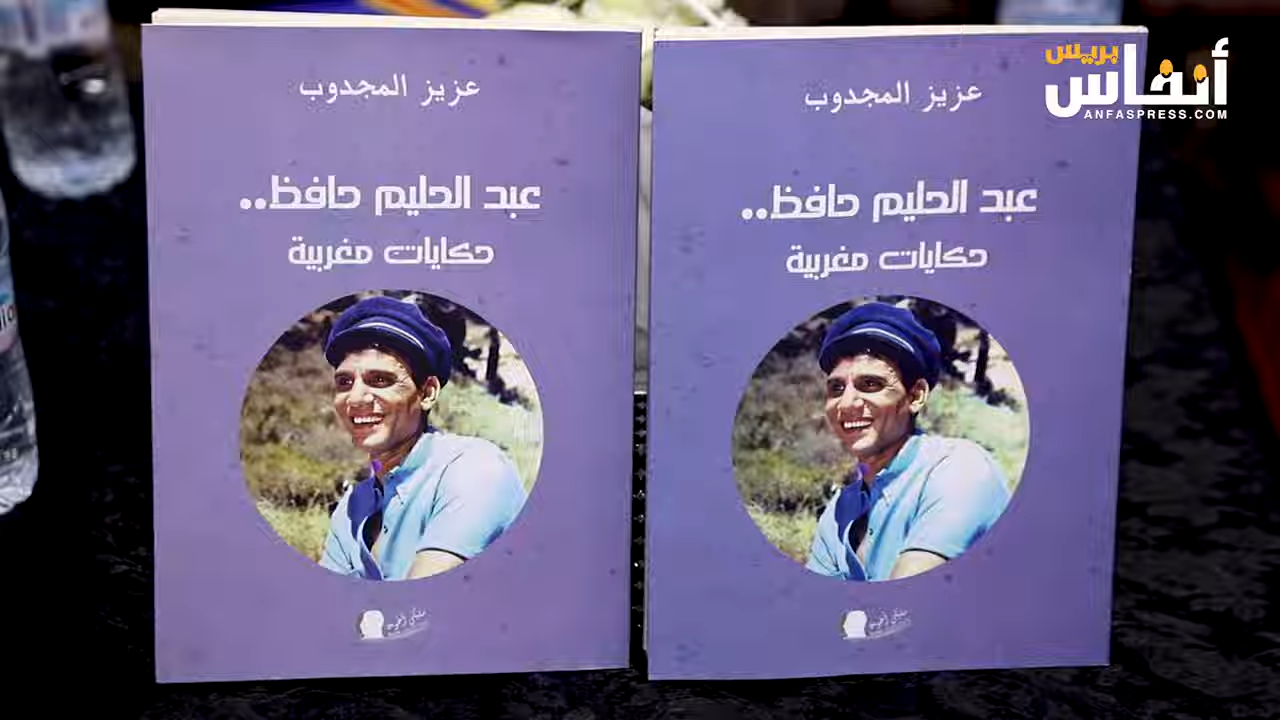 عزيز المجدوب
عبد الحليم حافظ..
حكايات مغربية
عزيز المجدوب
عبد الحليم حافظ..
حكايات مغربية
أنفاس بريس
ANFASPRESS.COM